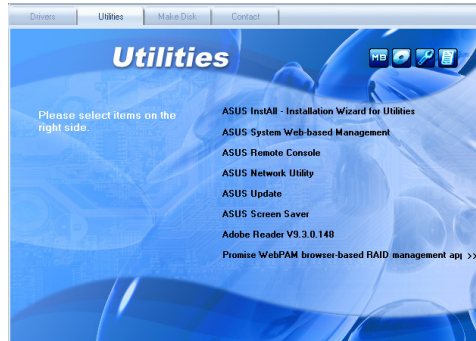 Drivers
Utilities
Make Disk
Contact
Utilities
MB
Please select items on the
right side.
ASUS InstAll - Installation Wizard for Utilities
ASUS System Web-based Management
ASUS Remote Console
ASUS Network Utility
ASUS Update
ASUS Screen Saver
Adobe Reader V9.3.0.148
Promise WebPAM browser-based RAID management app >>